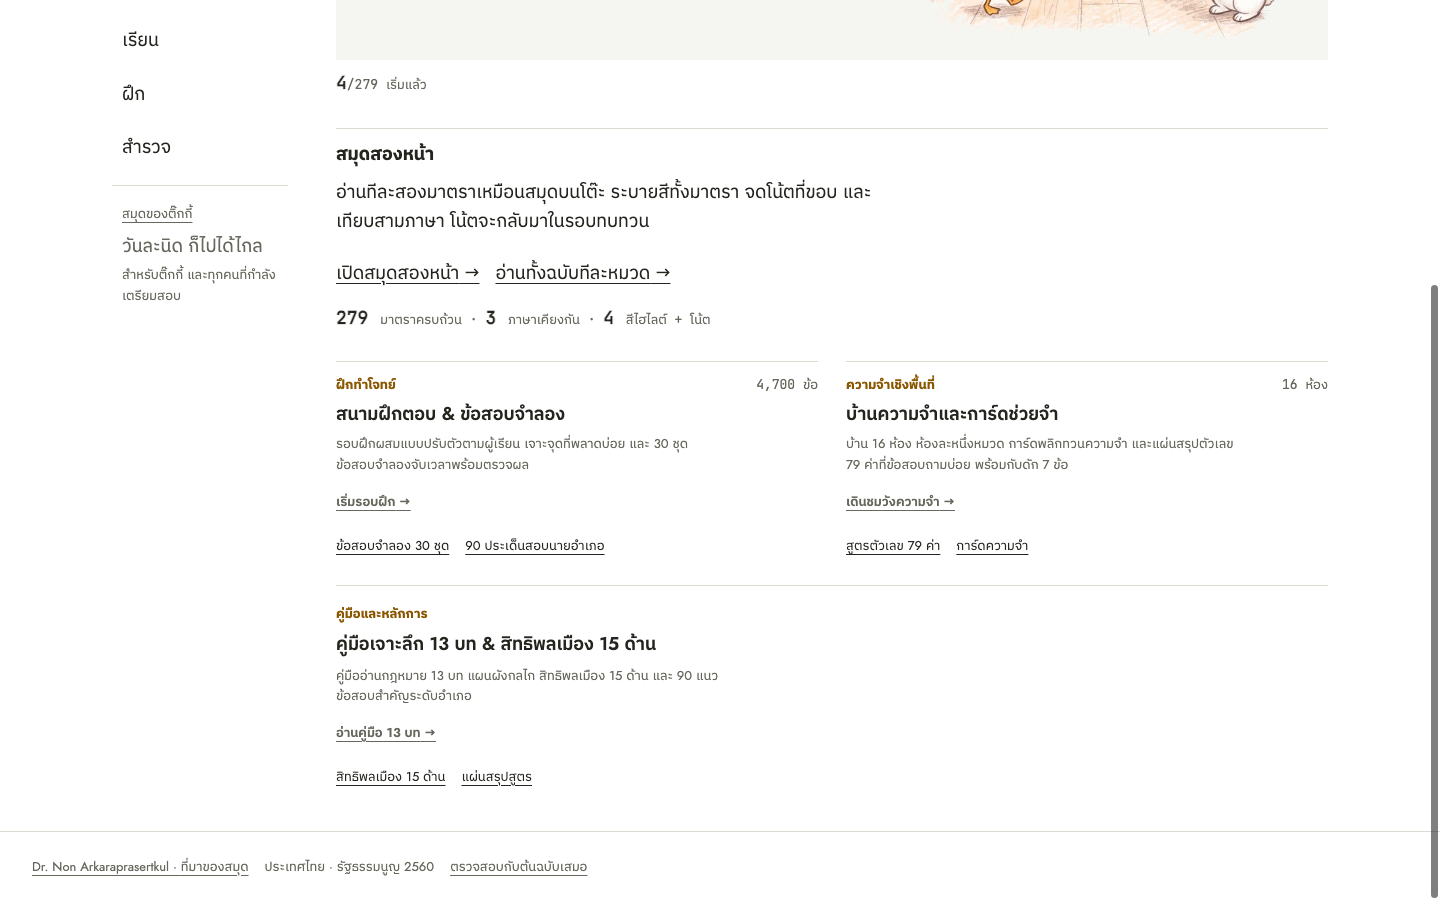 เรียน
ฝึก
สำรวจ
สมุดของติ๊กกี้
วันละนิด ก็ไปได้ไกล
สำหรับติ๊กกี้ และทุกคนที่กำลัง
เตรียมสอบ
4/279 เริ่มแล้ว
สมุดสองหน้า
อ่านทีละสองมาตราเหมือนสมุดบนโต๊ะ ระบายสีทั้งมาตรา จดโน้ตที่ขอบ และ
เทียบสามภาษา โน้ตจะกลับมาในรอบทบทวน
เปิดสมุดสองหน้า → อ่านทั้งฉบับทีละหมวด →
279 มาตราครบถ้วน · 3 ภาษาเคียงกัน · 4 สีไฮไลต์ + โน้ต
ฝึกทำโจทย์ 4,700 ข้อ
สนามฝึกตอบ & ข้อสอบจำลอง
รอบฝึกผสมแบบปรับตัวตามผู้เรียน เจาะจุดที่พลาดบ่อย และ 30 ชุด
ข้อสอบจำลองจับเวลาพร้อมตรวจผล
เริ่มรอบฝึก →
ข้อสอบจำลอง 30 ชุด 90 ประเด็นสอบนายอำเภอ
ความจำเชิงพื้นที่ 16 ห้อง
บ้านความจำและการ์ดช่วยจำ
บ้าน 16 ห้อง ห้องละหนึ่งหมวด การ์ดพลิกทวนความจำ และแผ่นสรุปตัวเลข
79 ค่าที่ข้อสอบถามบ่อย พร้อมกับดัก 7 ข้อ
เดินชมวังความจำ →
สูตรตัวเลข 79 ค่า การ์ดความจำ
คู่มือและหลักการ
คู่มือเจาะลึก 13 บท & สิทธิพลเมือง 15 ด้าน
คู่มืออ่านกฎหมาย 13 บท แผนผังกลไก สิทธิพลเมือง 15 ด้าน และ 90 แนว
ข้อสอบสำคัญระดับอำเภอ
อ่านคู่มือ 13 บท →
สิทธิพลเมือง 15 ด้าน แผ่นสรุปสูตร
Dr. Non Arkaraprasertkul · ที่มาของสมุด ประเทศไทย · รัฐธรรมนูญ 2560 ตรวจสอบกับต้นฉบับเสมอ